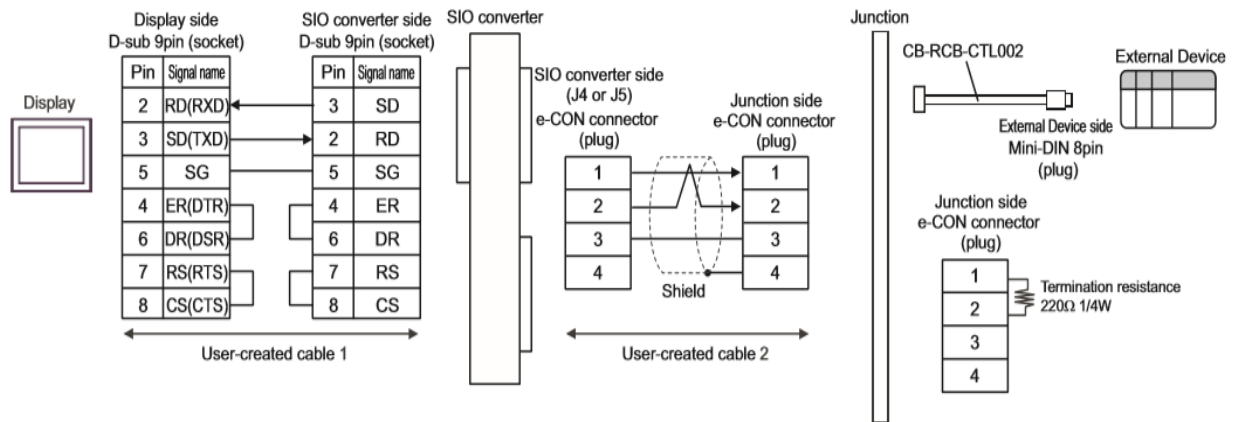 Display
Display side
D-sub 9pin (socket)
Pin Signal name
2 RD(RXD)
3 SD(TXD)
5 SG
4 ER(DTR)
6 DR(DSR)
7 RS(RTS)
8 CS(CTS)
SIO converter side
D-sub 9pin (socket)
Pin Signal name
3 SD
2 RD
5 SG
4 ER
6 DR
7 RS
8 CS
User-created cable 1
SIO converter
SIO converter side
(J4 or J5)
e-CON connector
(plug)
1
2
3
4
Shield
Junction side
e-CON connector
(plug)
1
2
3
4
User-created cable 2
Junction
CB-RCB-CTL002
External Device
External Device side
Mini-DIN 8pin
(plug)
Junction side
e-CON connector
(plug)
1
2
3
4
Termination resistance
220Ω 1/4W